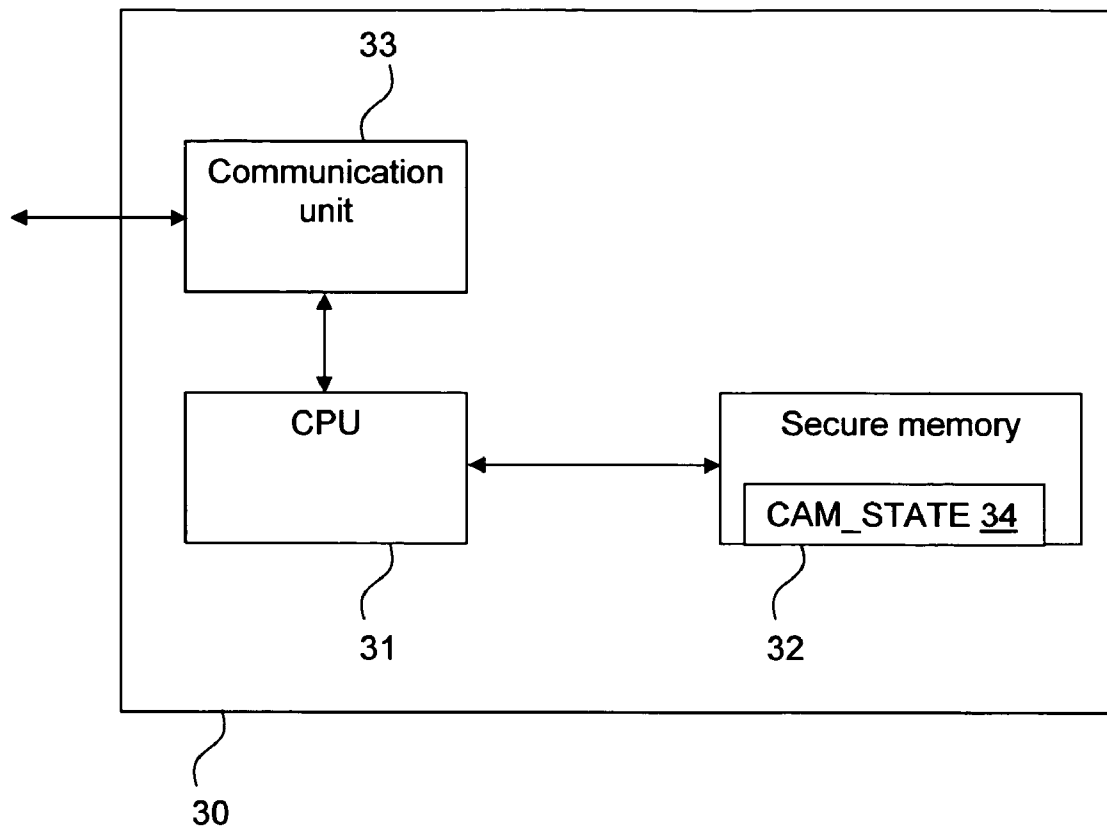 33
Communication
unit
CPU
Secure memory
CAM_STATE 34
31
32
30